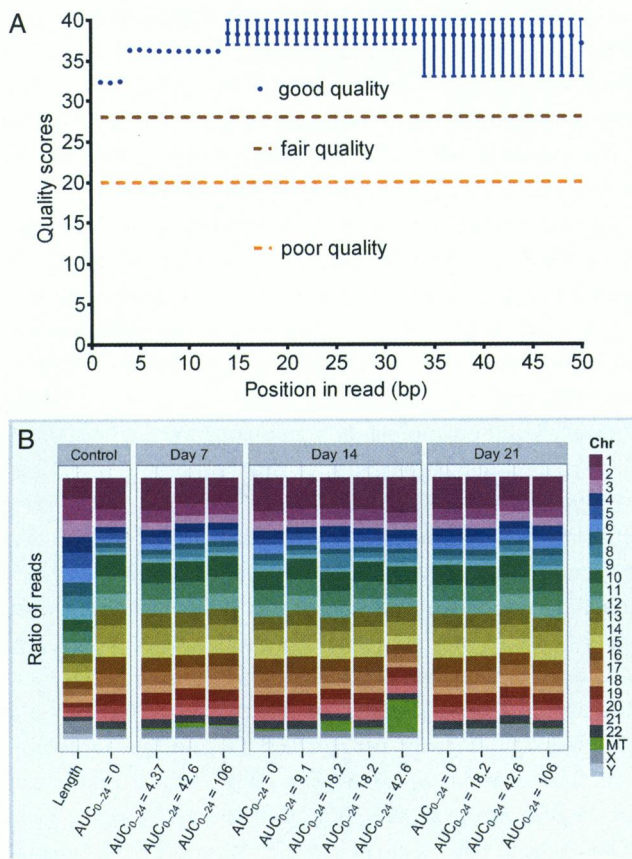 A
40
35
30
25
20
15
10
5
0
Quality scores
good quality
fair quality
poor quality
0 5 10 15 20 25 30 35 40 45 50
Position in read (bp)
B
Control Day 7 Day 14 Day 21
Ratio of reads
Chr
1
2
3
4
5
6
7
8
9
10
11
12
13
14
15
16
17
18
19
20
21
22
MT
X
Y
Length
AUC₀₋₂₄ = 0
AUC₀₋₂₄ = 4.37
AUC₀₋₂₄ = 42.6
AUC₀₋₂₄ = 106
AUC₀₋₂₄ = 0
AUC₀₋₂₄ = 9.1
AUC₀₋₂₄ = 18.2
AUC₀₋₂₄ = 18.2
AUC₀₋₂₄ = 42.6
AUC₀₋₂₄ = 0
AUC₀₋₂₄ = 18.2
AUC₀₋₂₄ = 42.6
AUC₀₋₂₄ = 106